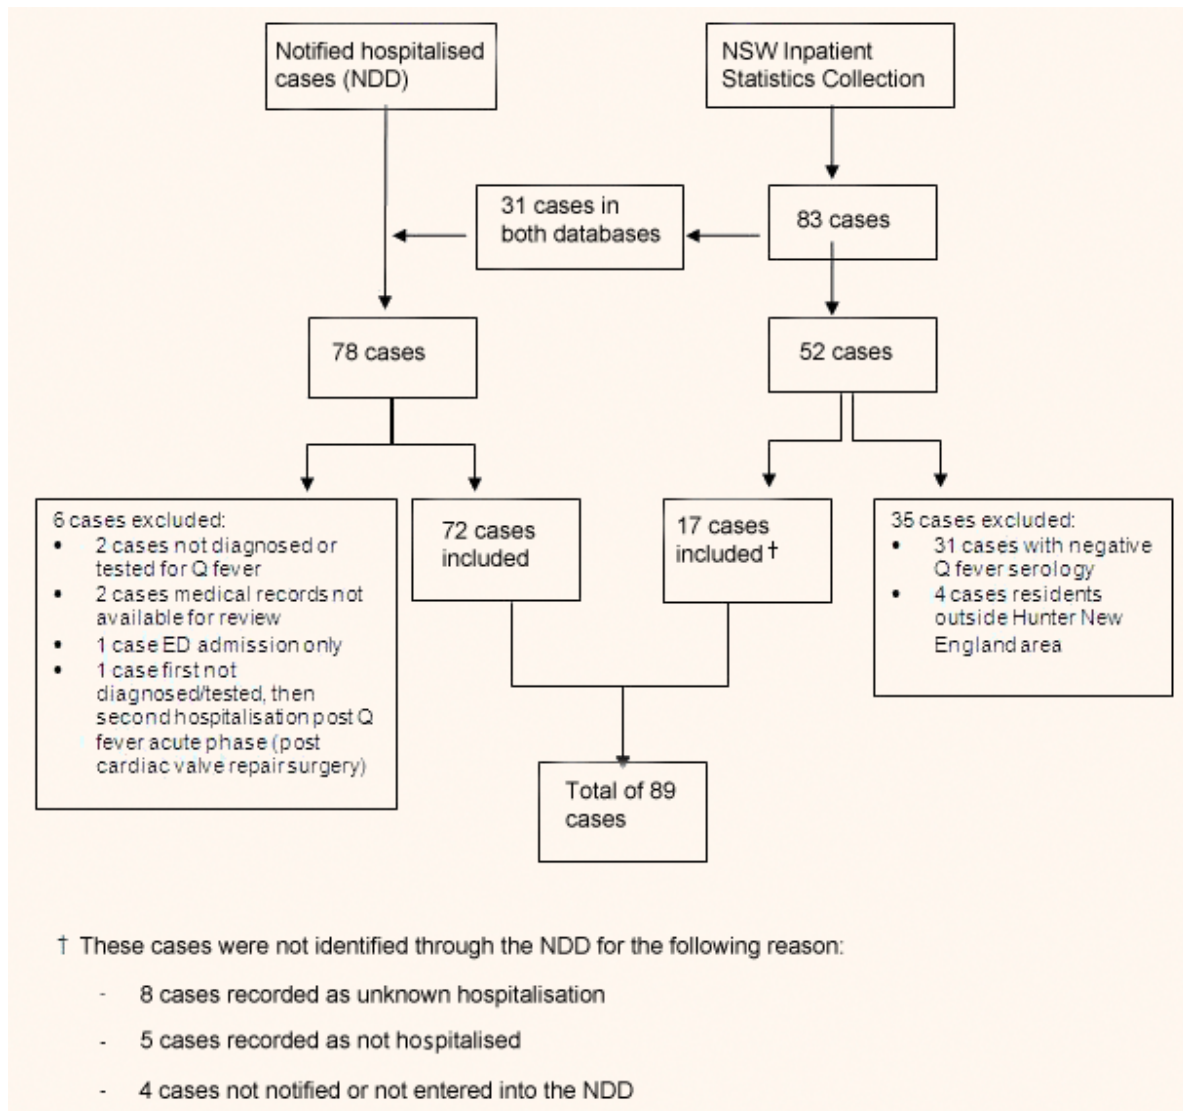 Notified hospitalised
cases (NDD)
NSW Inpatient
Statistics Collection
31 cases in
both databases
83 cases
78 cases
52 cases
6 cases excluded:
• 2 cases not diagnosed or
tested for Q fever
• 2 cases medical records not
available for review
• 1 case ED admission only
• 1 case first not
diagnosed/tested, then
second hospitalisation post Q
fever acute phase (post
cardiac valve repair surgery)
72 cases
included
17 cases
included †
35 cases excluded:
• 31 cases with negative
Q fever serology
• 4 cases residents
outside Hunter New
England area
Total of 89
cases
† These cases were not identified through the NDD for the following reason:
- 8 cases recorded as unknown hospitalisation
- 5 cases recorded as not hospitalised
- 4 cases not notified or not entered into the NDD